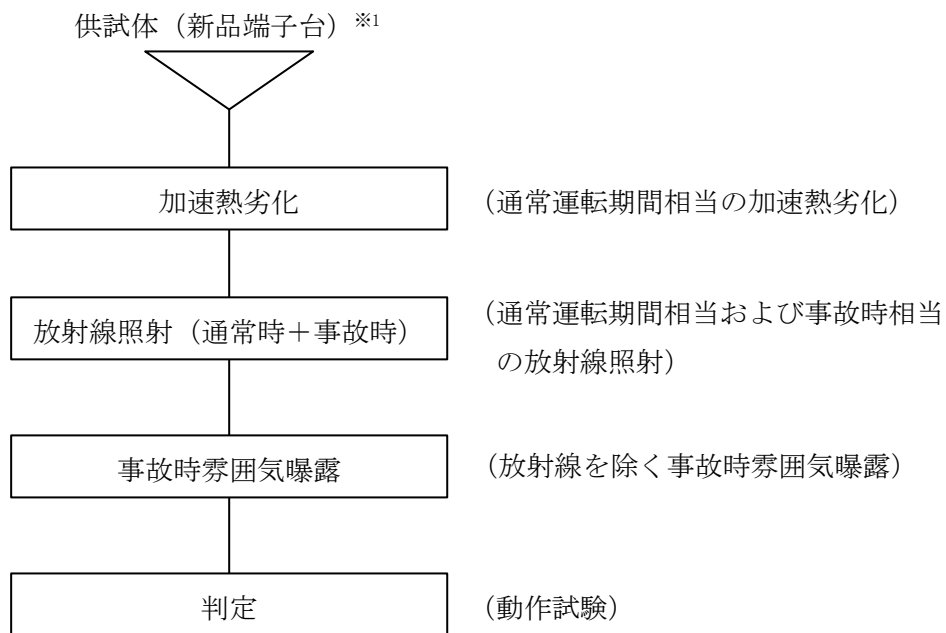 供試体（新品端子台）※1
加速熱劣化
（通常運転期間相当の加速熱劣化）
放射線照射（通常時＋事故時）
（通常運転期間相当および事故時相当
の放射線照射）
事故時雰囲気曝露
（放射線を除く事故時雰囲気曝露）
判定
（動作試験）